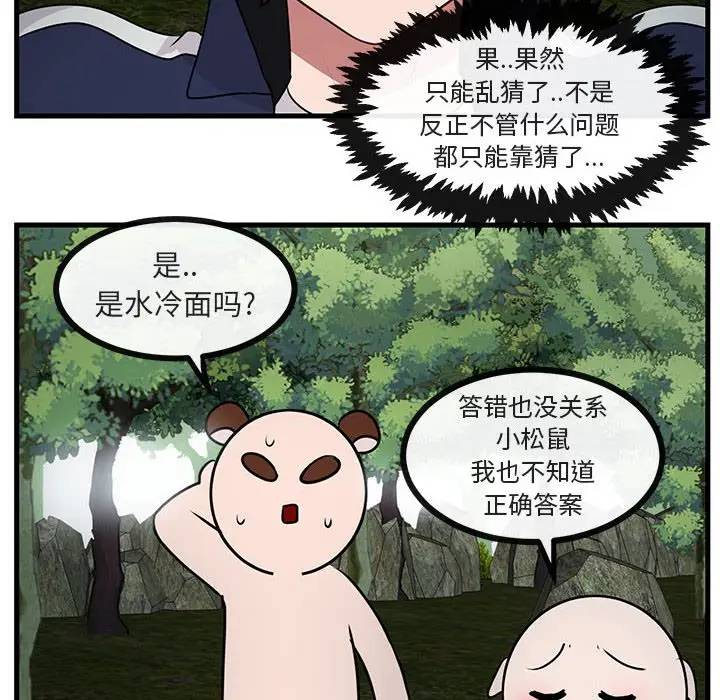 果..果然
只能乱猜了..不是
反正不管什么问题
都只能靠猜了...
是..
是水冷面吗?
答错也没关系
小松鼠
我也不知道
正确答案